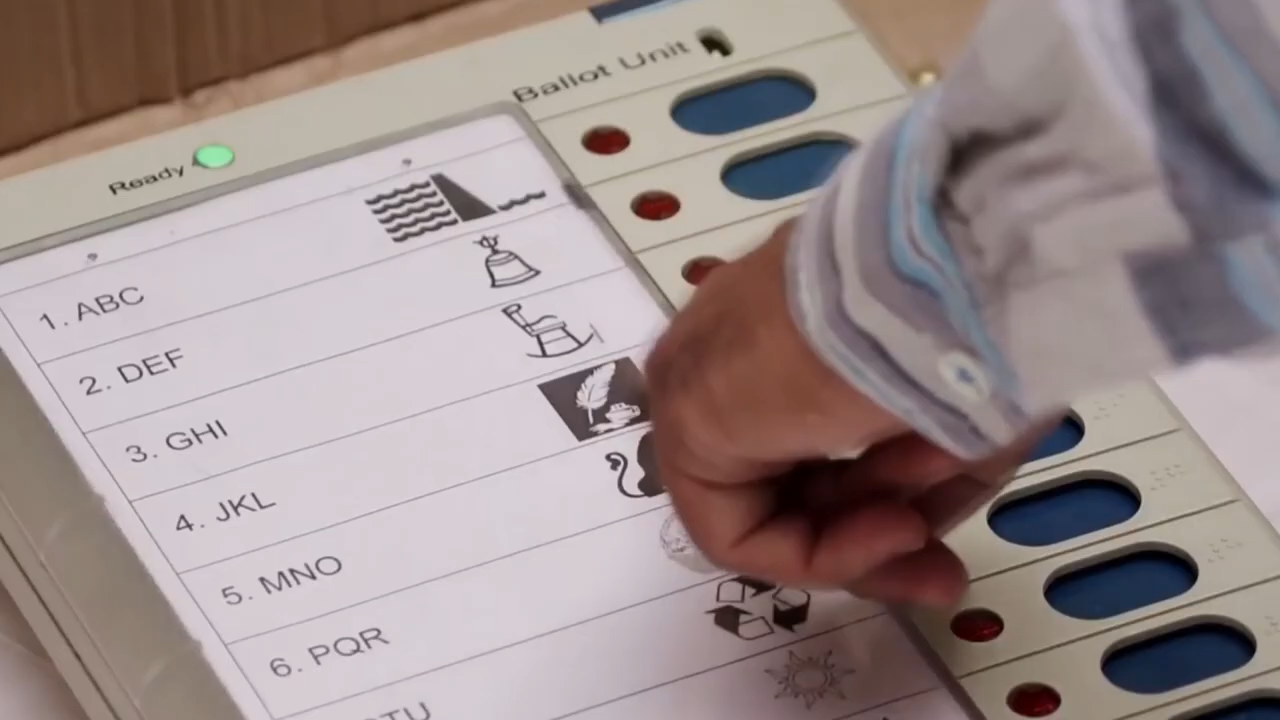 Ballot Unit
Ready
1. ABC
2. DEF
3. GHI
4. JKL
5. MNO
6. PQR